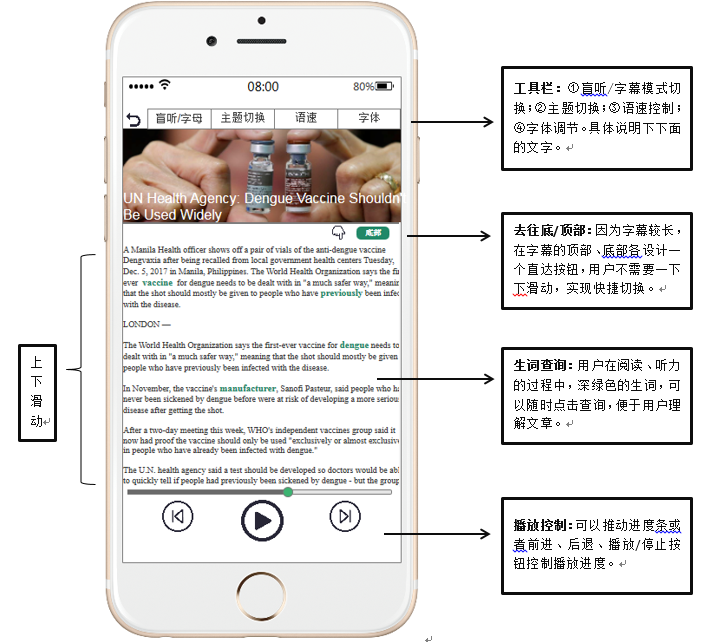 08:00
80%
盲听/字母 主题切换 语速 字体
UN Health Agency: Dengue Vaccine Shouldn'
Be Used Widely
底部
A Manila Health officer shows off a pair of vials of the anti-dengue vaccine
Dengvaxia after being recalled from local government health centers Tuesday,
Dec. 5, 2017 in Manila, Philippines. The World Health Organization says the fir
ever vaccine for dengue needs to be dealt with in "a much safer way," meanin
that the shot should mostly be given to people who have previously been infec
with the disease.
LONDON —
The World Health Organization says the first-ever vaccine for dengue needs to
dealt with in "a much safer way," meaning that the shot should mostly be given
people who have previously been infected with the disease.
In November, the vaccine's manufacturer, Sanofi Pasteur, said people who ha
never been sickened by dengue before were at risk of developing a more serious
disease after getting the shot.
After a two-day meeting this week, WHO's independent vaccines group said it
now had proof the vaccine should only be used "exclusively or almost exclusive
in people who have already been infected with dengue."
The U.N. health agency said a test should be developed so doctors would be abl
to quickly tell if people had previously been sickened by dengue - but the group
上
下
滑
动
工具栏：①盲听/字幕模式切
换；②主题切换；③语速控制；
④字体调节。具体说明下下面
的文字。
去往底/顶部：因为字幕较长，
在字幕的顶部、底部各设计一
个直达按钮，用户不需要一下
下滑动，实现快捷切换。
生词查询：用户在阅读、听力
的过程中，深绿色的生词，可
以随时点击查询，便于用户理
解文章。
播放控制：可以推动进度条或
者前进、后退、播放/停止按
钮控制播放进度。